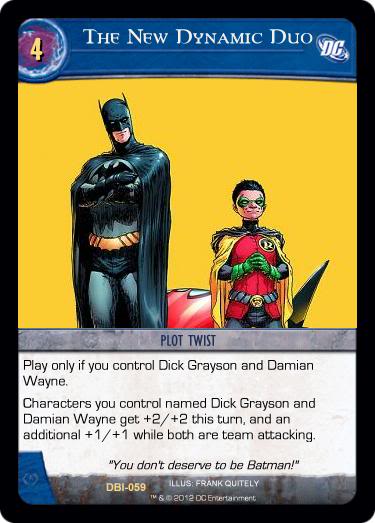 4
The New Dynamic Duo
DC
PLOT TWIST
Play only if you control Dick Grayson and Damian
Wayne.
Characters you control named Dick Grayson and
Damian Wayne get +2/+2 this turn, and an
additional +1/+1 while both are team attacking.
"You don't deserve to be Batman!"
DBI-059
ILLUS: FRANK QUITELY
™ & © 2012 DC Entertainment